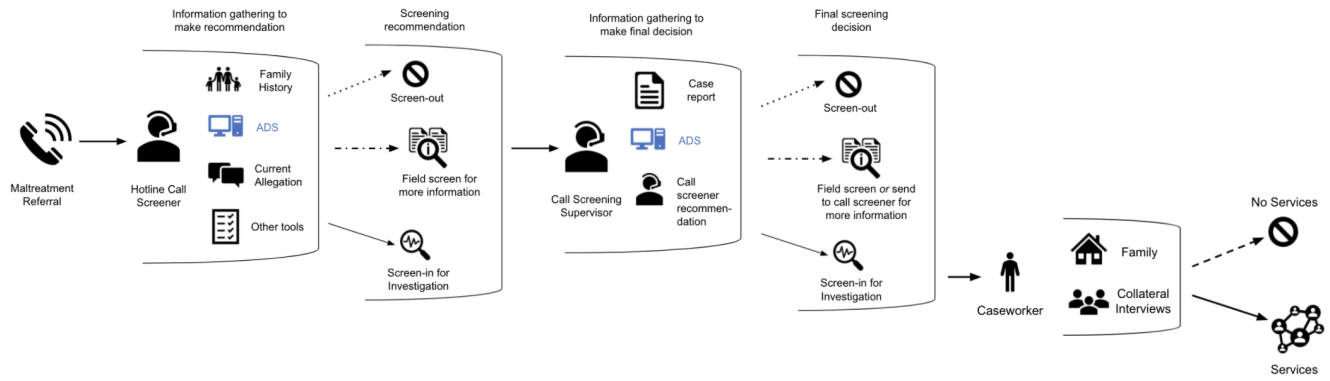 Information gathering to
make recommendation
Screening
recommendation
Information gathering to
make final decision
Final screening
decision
Maltreatment
Referral
Hotline Call
Screener
Family
History
ADS
Current
Allegation
Other tools
Screen-out
Field screen for
more information
Screen-in for
Investigation
Call Screening
Supervisor
Case
report
ADS
Call
screener
recommen-
dation
Screen-out
Field screen or send
to call screener for
more information
Screen-in for
Investigation
Caseworker
Family
Collateral
Interviews
No Services
Services